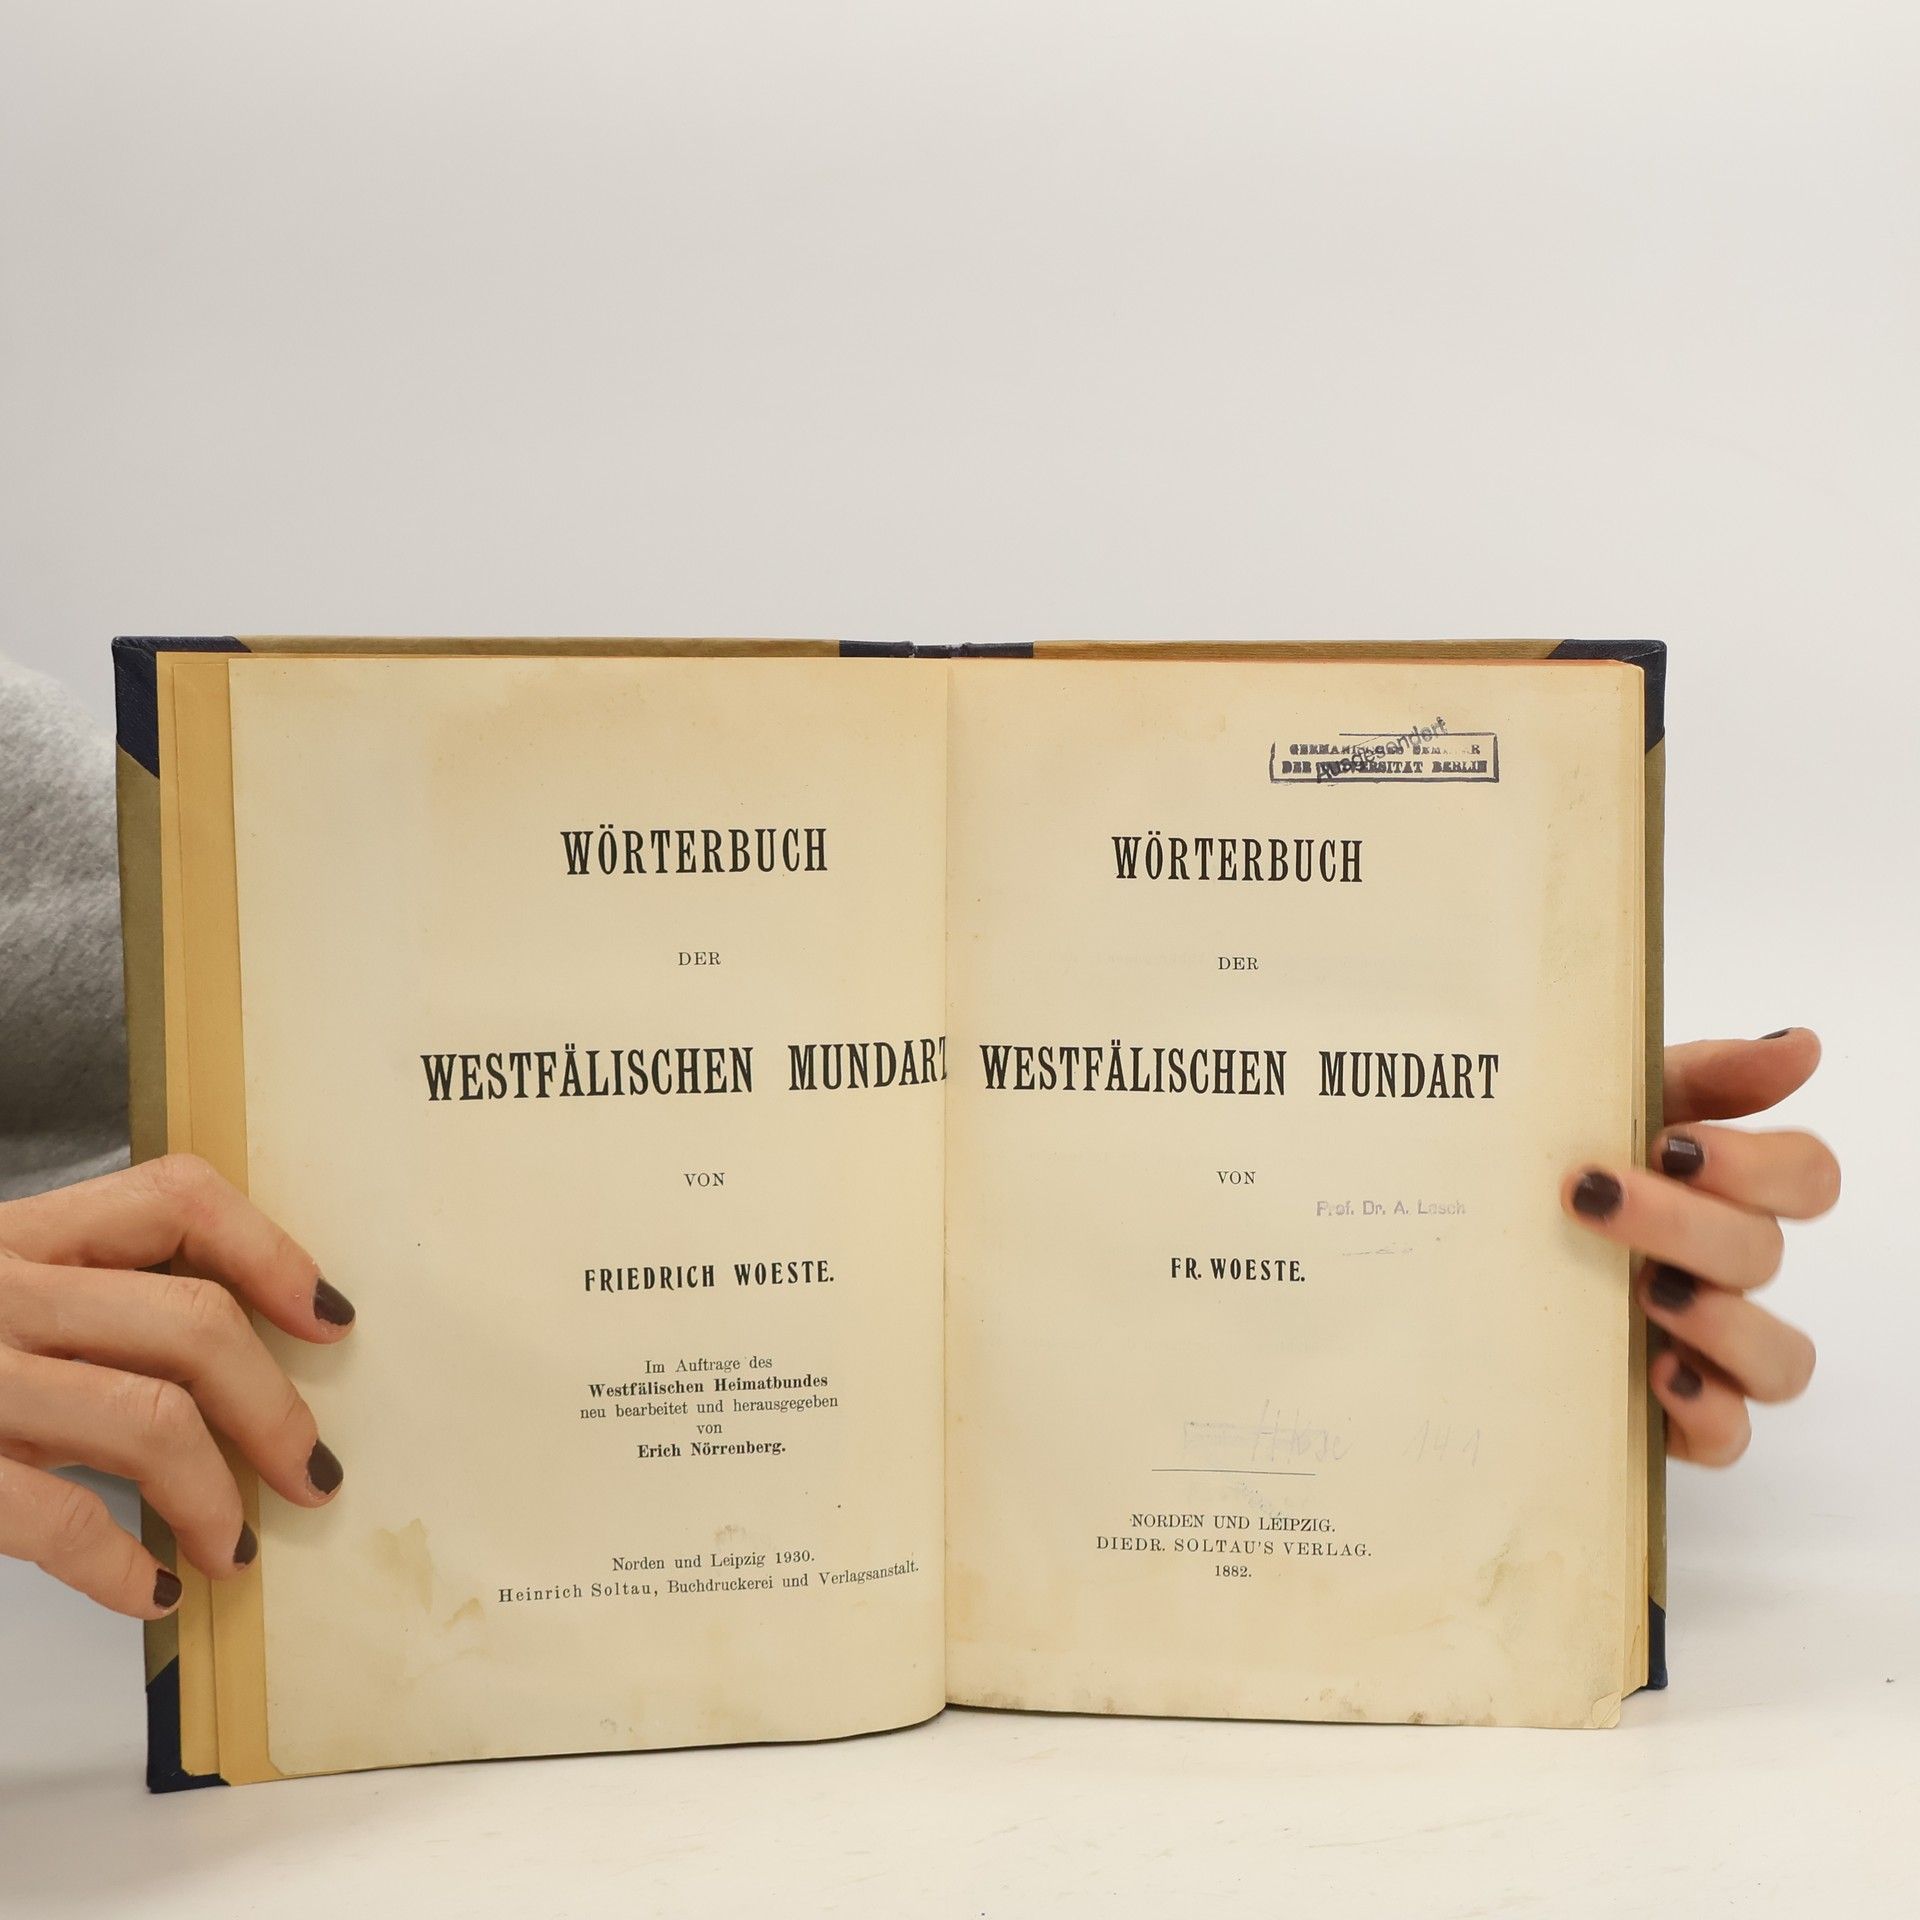 WÖRTERBUCH
DER
WESTFÄLISCHEN MUNDART
VON
FRIEDRICH WOESTE.
Im Auftrage des
Westfälischen Heimatbundes
neu bearbeitet und herausgegeben
von
Erich Nörrenberg.
Norden und Leipzig 1930.
Heinrich Soltau, Buchdruckerei und Verlagsanstalt.
Ausgesondert
DER UNIVERSITÄT BERLIN
WÖRTERBUCH
DER
WESTFÄLISCHEN MUNDART
VON
Prof. Dr. A. Lasch
FR. WOESTE.
NORDEN UND LEIPZIG.
DIEDR. SOLTAU'S VERLAG.
1882.